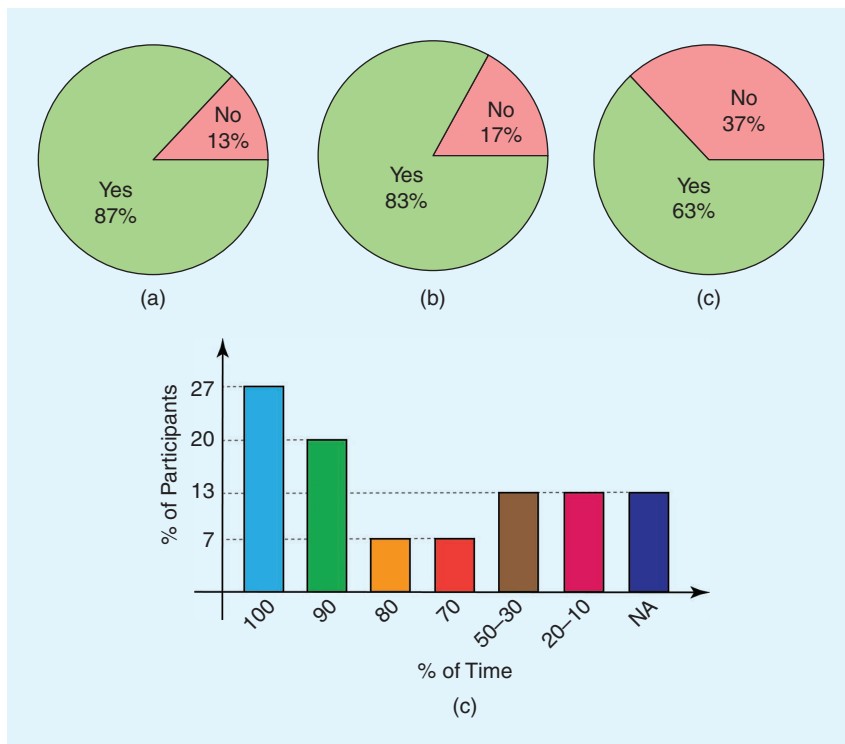 No
13%
Yes
87%
(a)
No
17%
Yes
83%
(b)
No
37%
Yes
63%
(c)
% of Participants
27
20
13
7
100
90
80
70
50–30
20–10
NA
% of Time
(c)